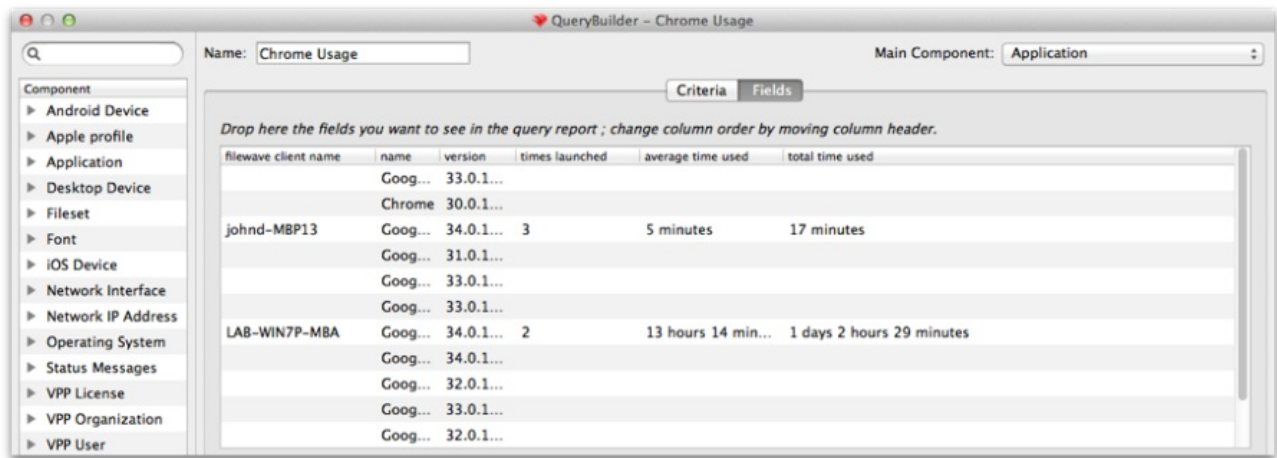 QueryBuilder – Chrome Usage
Name: Chrome Usage Main Component: Application
Component
Criteria Fields
Android Device
Apple profile
Application
Desktop Device
Fileset
Font
iOS Device
Network Interface
Network IP Address
Operating System
Status Messages
VPP License
VPP Organization
VPP User
Drop here the fields you want to see in the query report ; change column order by moving column header.
filewave client name name version times launched average time used total time used
Goog... 33.0.1...
Chrome 30.0.1...
johnd-MBP13 Goog... 34.0.1... 3 5 minutes 17 minutes
Goog... 31.0.1...
Goog... 33.0.1...
Goog... 33.0.1...
LAB-WIN7P-MBA Goog... 34.0.1... 2 13 hours 14 min... 1 days 2 hours 29 minutes
Goog... 34.0.1...
Goog... 32.0.1...
Goog... 33.0.1...
Goog... 32.0.1...